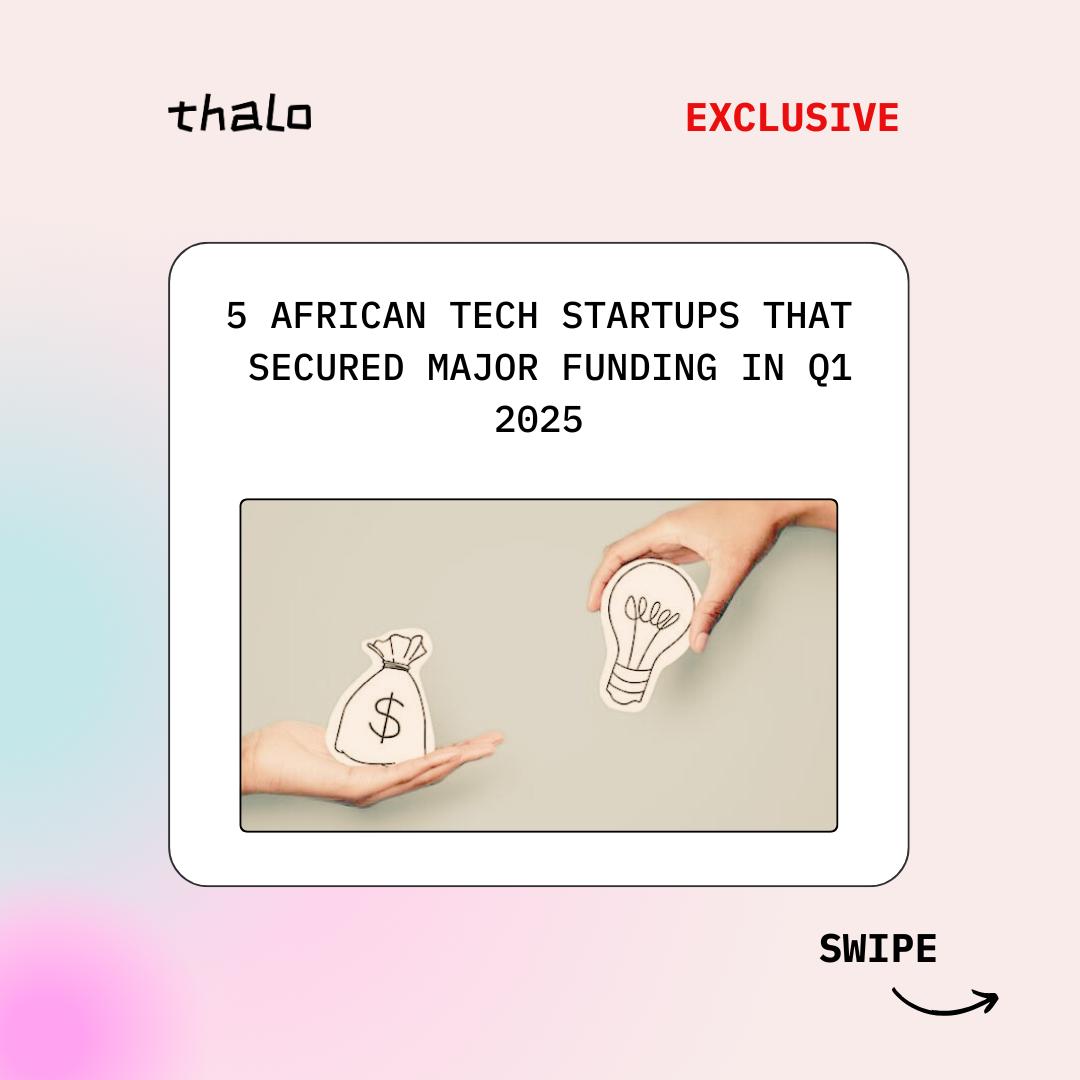 thalo
EXCLUSIVE
5 AFRICAN TECH STARTUPS THAT
SECURED MAJOR FUNDING IN Q1
2025
$
SWIPE